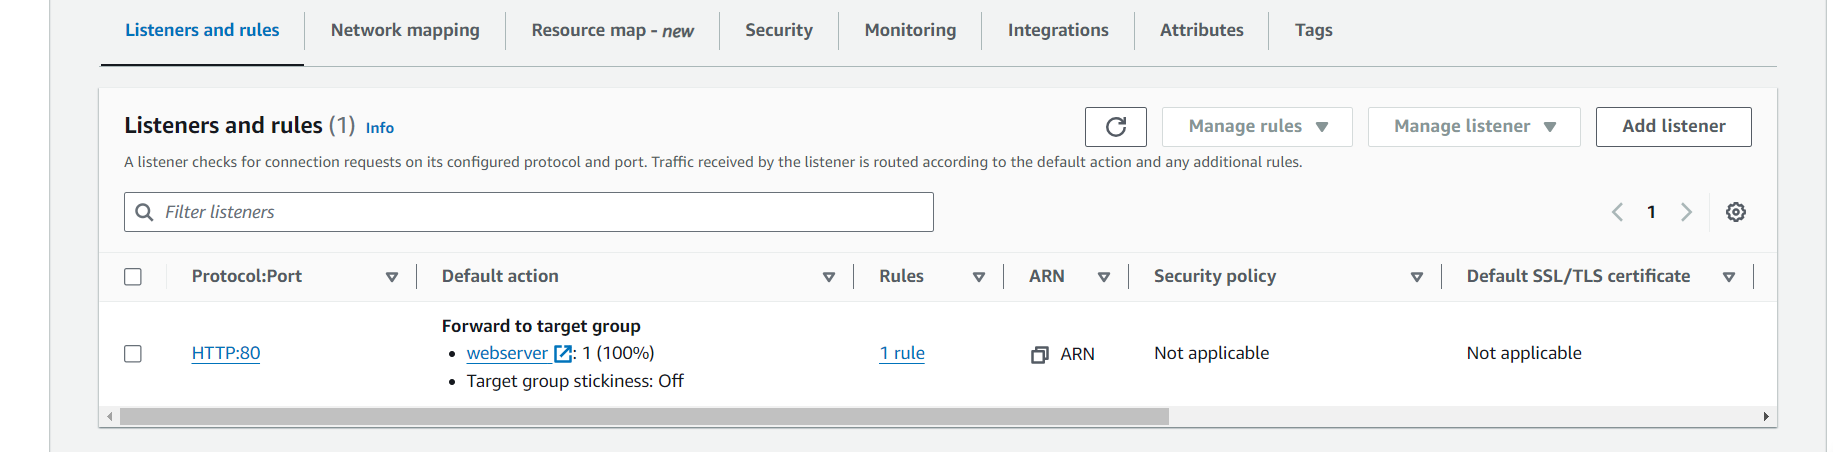 Listeners and rules Network mapping Resource map - new Security Monitoring Integrations Attributes Tags
Listeners and rules (1) Info Manage rules Manage listener Add listener
A listener checks for connection requests on its configured protocol and port. Traffic received by the listener is routed according to the default action and any additional rules.
Filter listeners 1
Protocol:Port Default action Rules ARN Security policy Default SSL/TLS certificate
Forward to target group
HTTP:80 • webserver : 1 (100%) 1 rule ARN Not applicable Not applicable
• Target group stickiness: Off